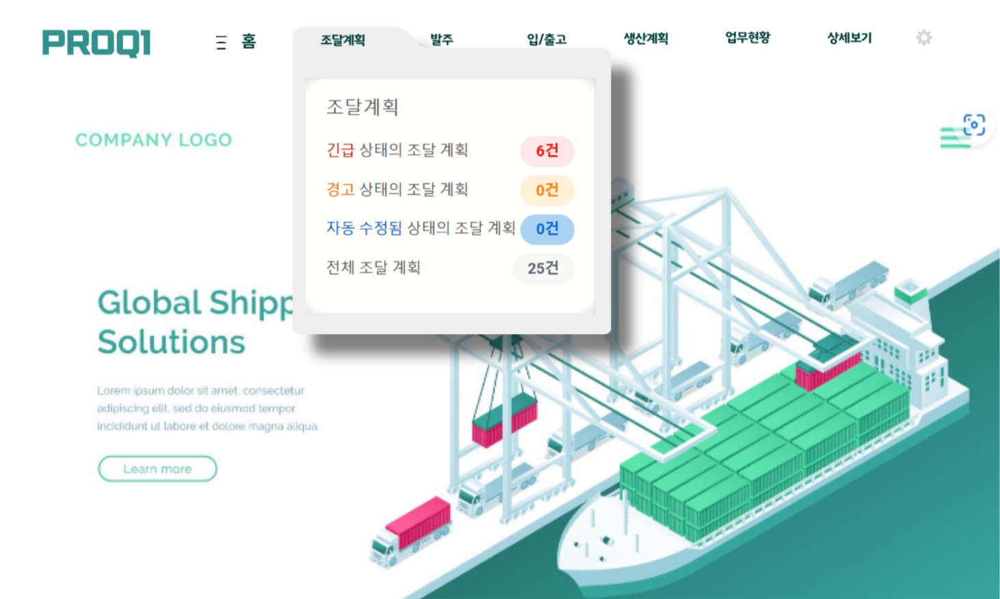 PROQ1
홈
조달계획
발주
입/출고
생산계획
업무현황
상세보기
COMPANY LOGO
조달계획
긴급 상태의 조달 계획 6건
경고 상태의 조달 계획 0건
자동 수정됨 상태의 조달 계획 0건
전체 조달 계획 25건
Global Shipp
Solutions
Lorem ipsum dolor sit amet, consectetur
adipiscing elit, sed do eiusmod tempor
incididunt ut labore et dolore magna aliqua.
Learn more